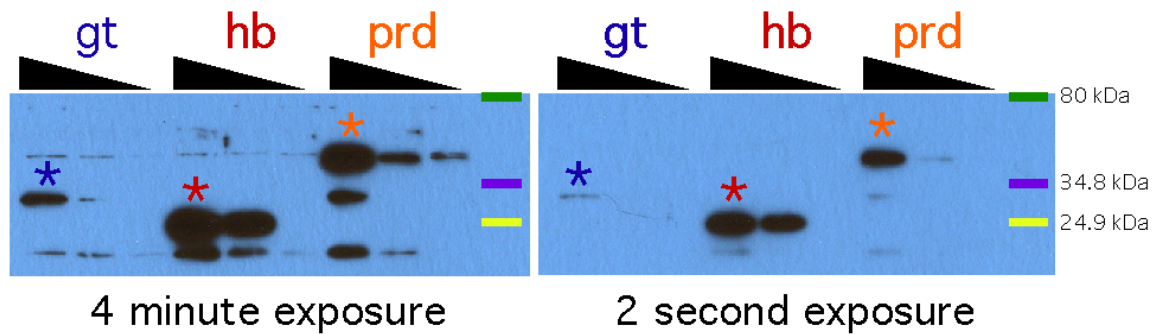 gt hb prd gt hb prd
* * * * * *
80 kDa
34.8 kDa
24.9 kDa
4 minute exposure 2 second exposure